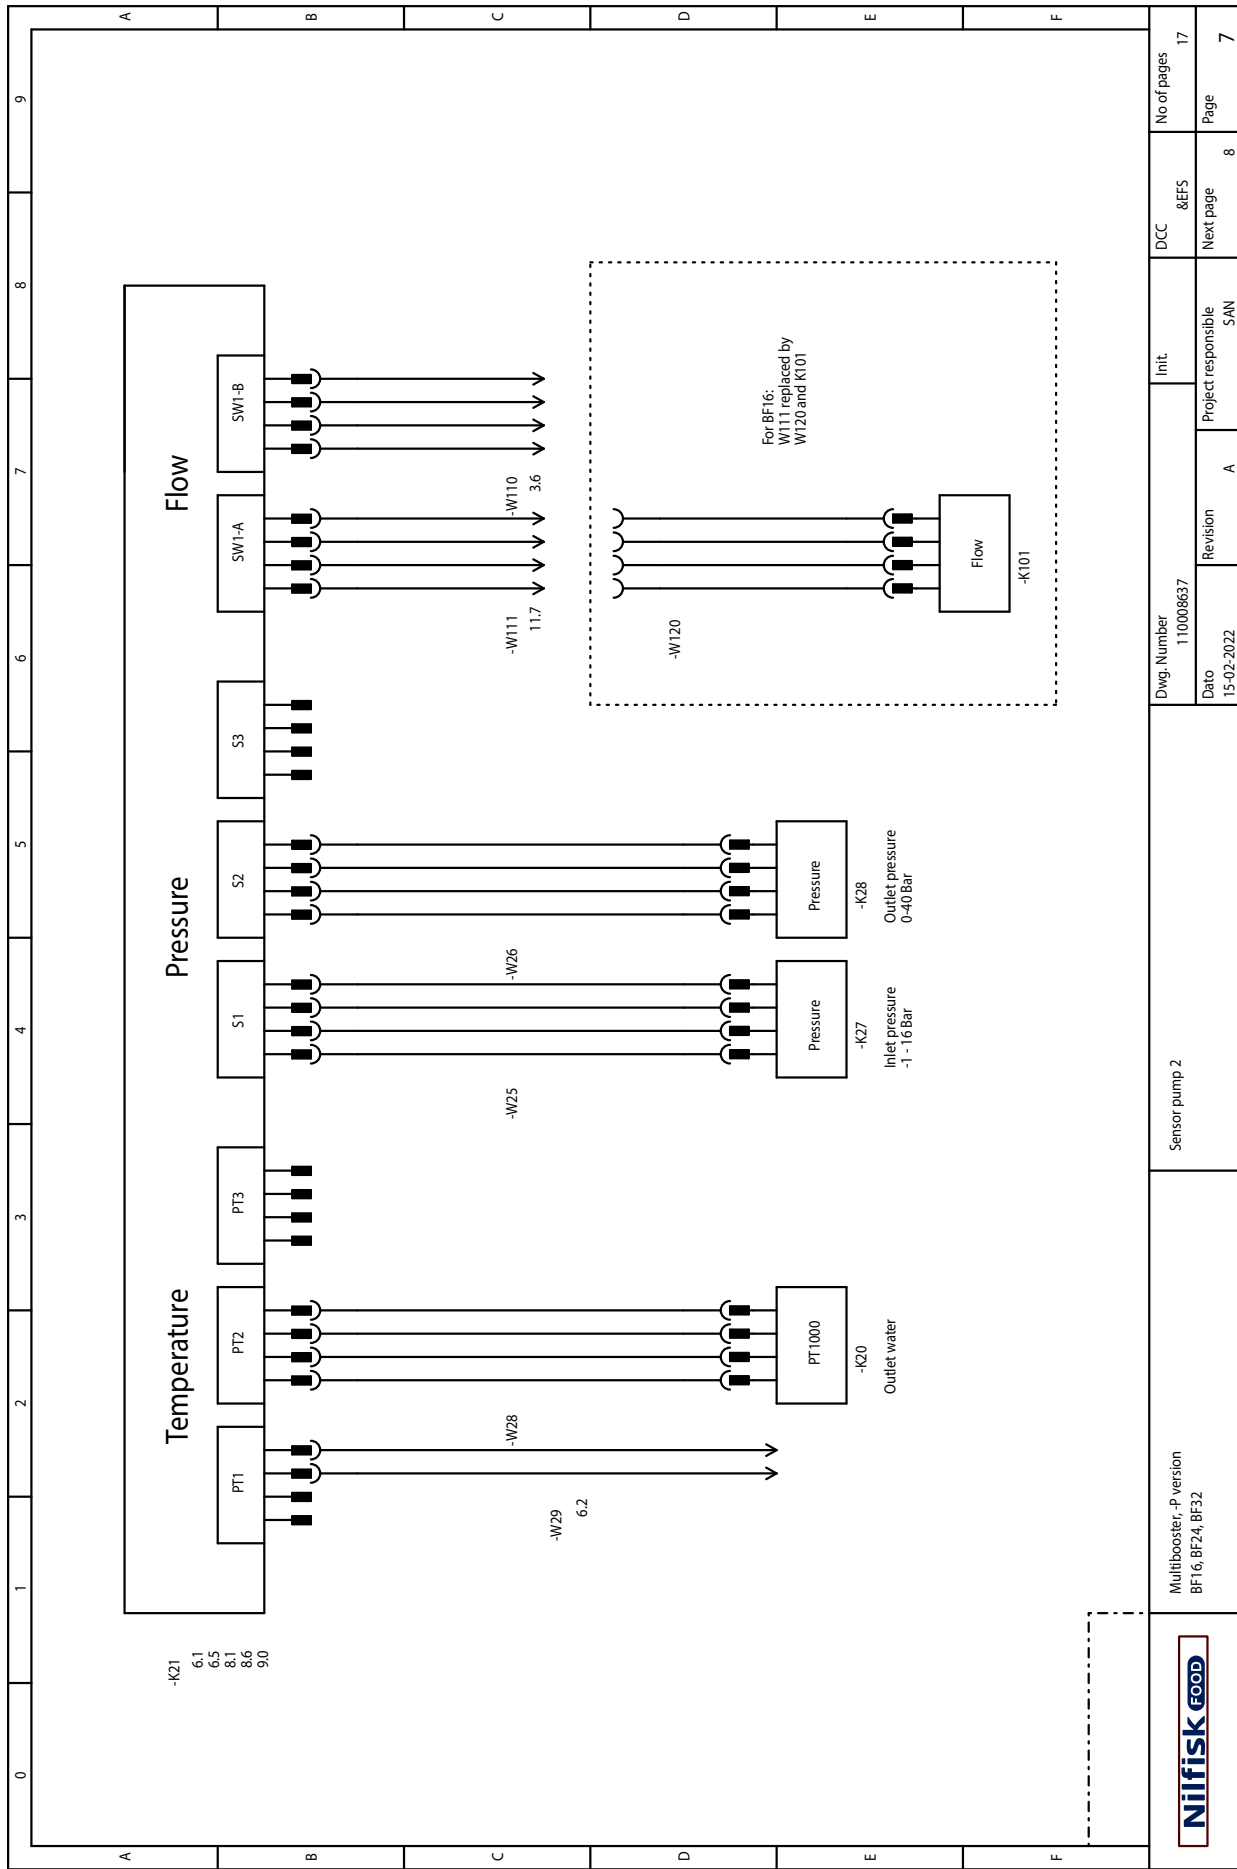 0 1 2 3 4 5 6 7 8 9
A A
B B
C C
D D
E E
F F
-K21
6.1
6.5
8.1
8.6
9.0
Temperature
Pressure
Flow
PT1
PT2
PT3
S1
S2
S3
SW1-A
SW1-B
-W29
6.2
-W28
-W25
-W26
-W111
11.7
-W110
3.6
-W120
For BF16:
W111 replaced by
W120 and K101
PT1000
-K20
Outlet water
Pressure
-K27
Inlet pressure
-1 - 16 Bar
Pressure
-K28
Outlet pressure
0-40 Bar
Flow
-K101
Nilfisk FOOD
Multibooster, -P version
BF16, BF24, BF32
Sensor pump 2
Dwg. Number
110008637
Init.
DCC
&EFS
No of pages
17
Dato
15-02-2022
Revision
A
Project responsible
SAN
Next page
8
Page
7